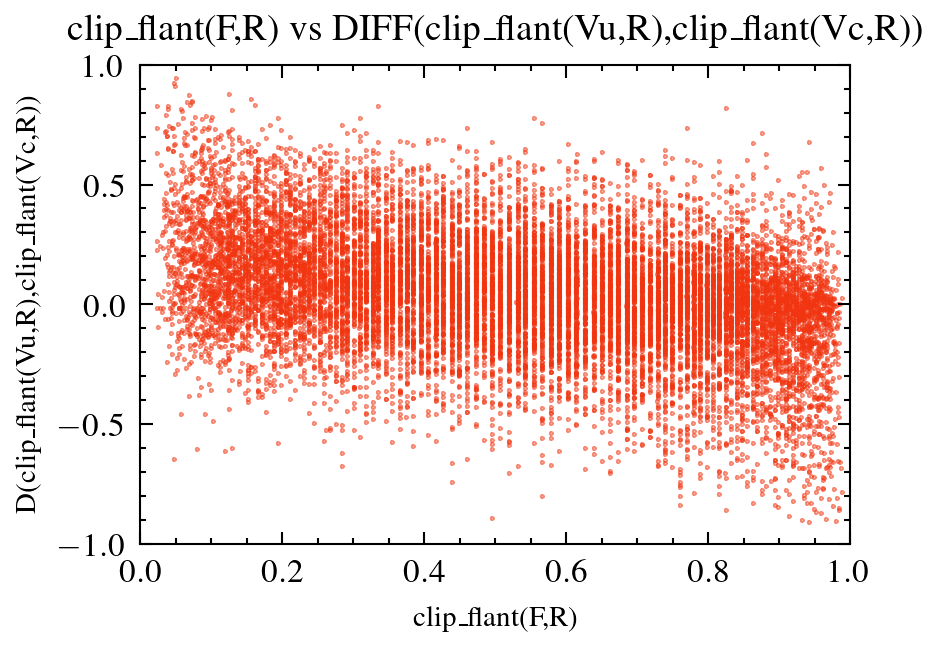 clip_flant(F,R) vs DIFF(clip_flant(Vu,R),clip_flant(Vc,R))
D(clip_flant(Vu,R),clip_flant(Vc,R))
1.0
0.5
0.0
−0.5
−1.0
0.0 0.2 0.4 0.6 0.8 1.0
clip_flant(F,R)